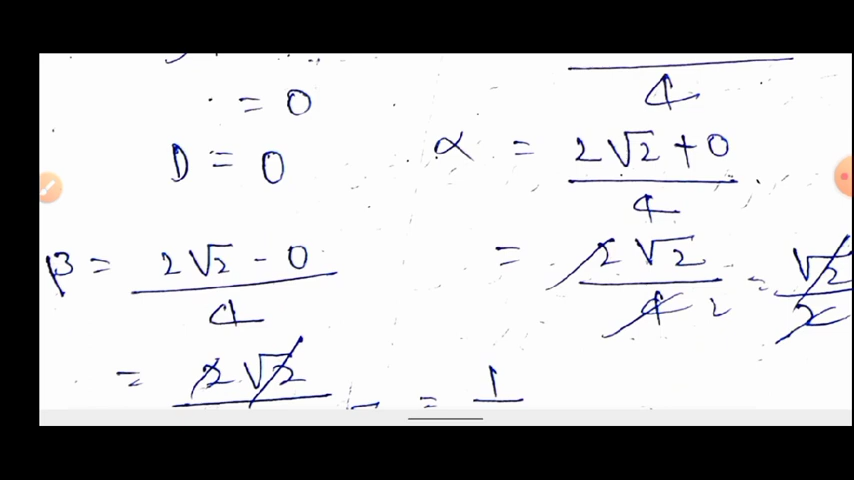 = 0
4
D = 0
α = 2√2 + 0 / 4
β = 2√2 - 0 / 4
= 2√2 / 4 2 = √2 / 2
= 2√2
= 1